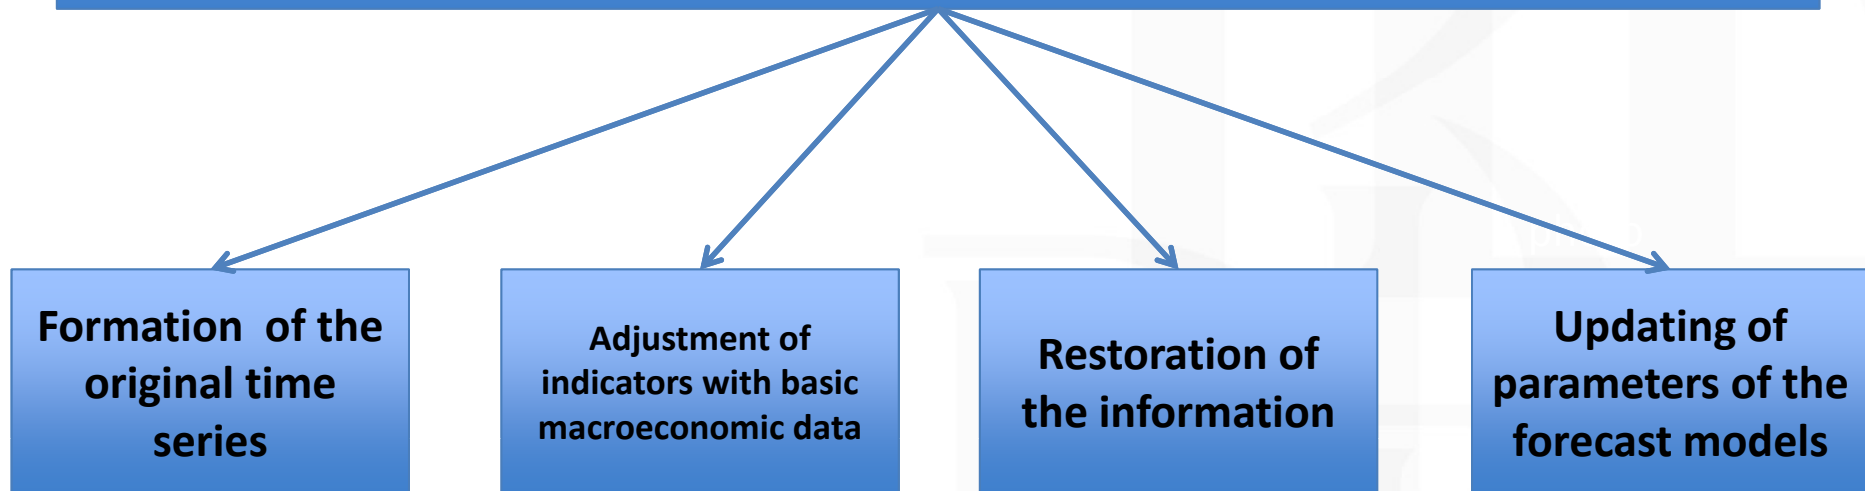 Formation of the
original time
series
Adjustment of
indicators with basic
macroeconomic data
Restoration of
the information
Updating of
parameters of the
forecast models